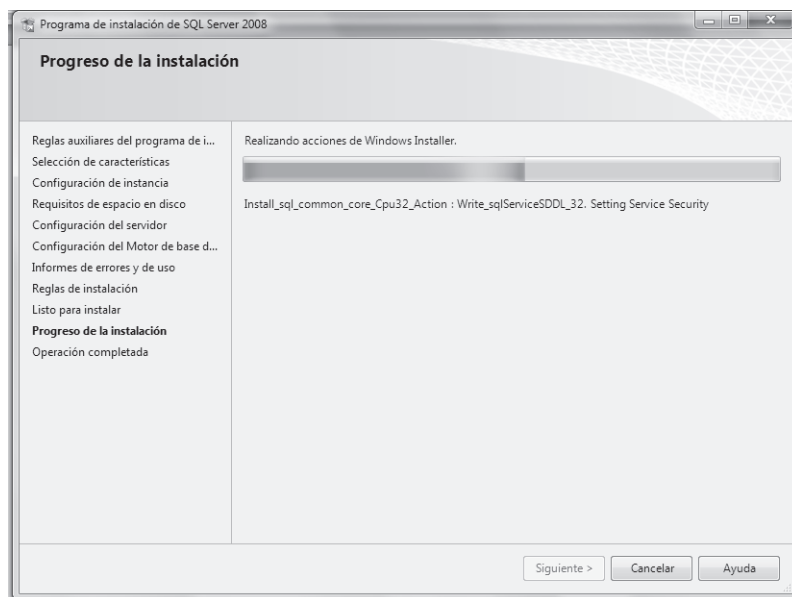 Programa de instalación de SQL Server 2008
Progreso de la instalación
Reglas auxiliares del programa de i...
Selección de características
Configuración de instancia
Requisitos de espacio en disco
Configuración del servidor
Configuración del Motor de base d...
Informes de errores y de uso
Reglas de instalación
Listo para instalar
Progreso de la instalación
Operación completada
Realizando acciones de Windows Installer.
Install_sql_common_core_Cpu32_Action : Write_sqlServiceSDDL_32. Setting Service Security
Siguiente >
Cancelar
Ayuda